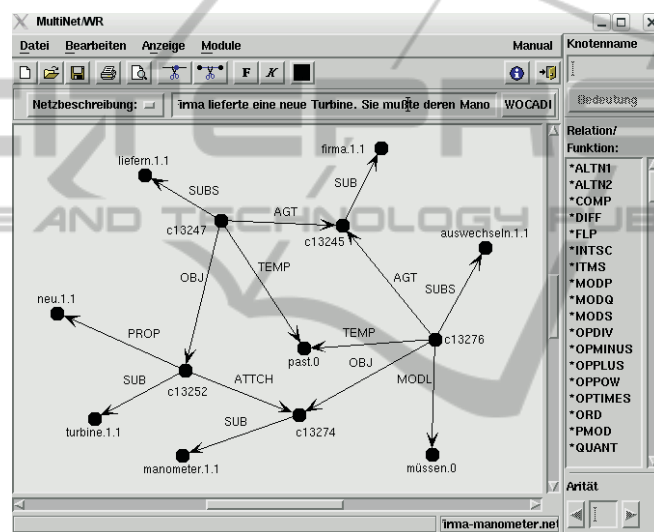 MultiNet/WR
Datei Bearbeiten Anzeige Module Manual
Knotenname
F K
Bedeutung
Netzbeschreibung: irma lieferte eine neue Turbine. Sie mußte deren Mano WOCADI
Relation/
Funktion:
*ALTN1
*ALTN2
*COMP
*DIFF
*FLP
*INTSC
*ITMS
*MODP
*MODQ
*MODS
*OPDIV
*OPMINUS
*OPPLUS
*OPPOW
*OPTIMES
*ORD
*PMOD
*QUANT
Arität
firma.1.1
liefern.1.1
SUBS
SUB
AGT
c13247
c13245
auswechseln.1.1
OBJ
TEMP
AGT
SUBS
neu.1.1
PROP
TEMP
c13276
past.0
OBJ
MODL
SUB
ATTCH
c13252
turbine.1.1
SUB
c13274
manometer.1.1
müssen.0
irma-manometer.net
AND TECHNOLOGY